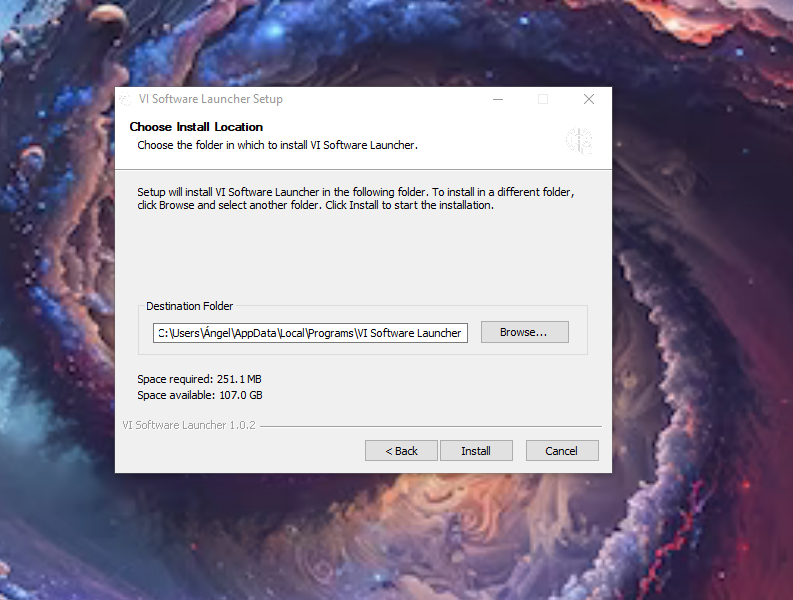 VI Software Launcher Setup
Choose Install Location
Choose the folder in which to install VI Software Launcher.
Setup will install VI Software Launcher in the following folder. To install in a different folder,
click Browse and select another folder. Click Install to start the installation.
Destination Folder
C:\Users\Ángel\AppData\Local\Programs\VI Software Launcher
Browse...
Space required: 251.1 MB
Space available: 107.0 GB
VI Software Launcher 1.0.2
< Back
Install
Cancel